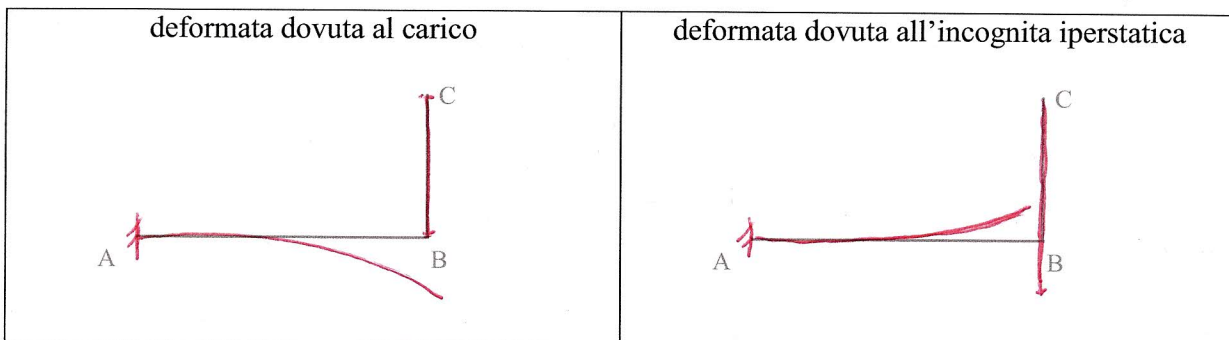 deformata dovuta al carico
deformata dovuta all'incognita iperstatica
C
A
B
C
A
B